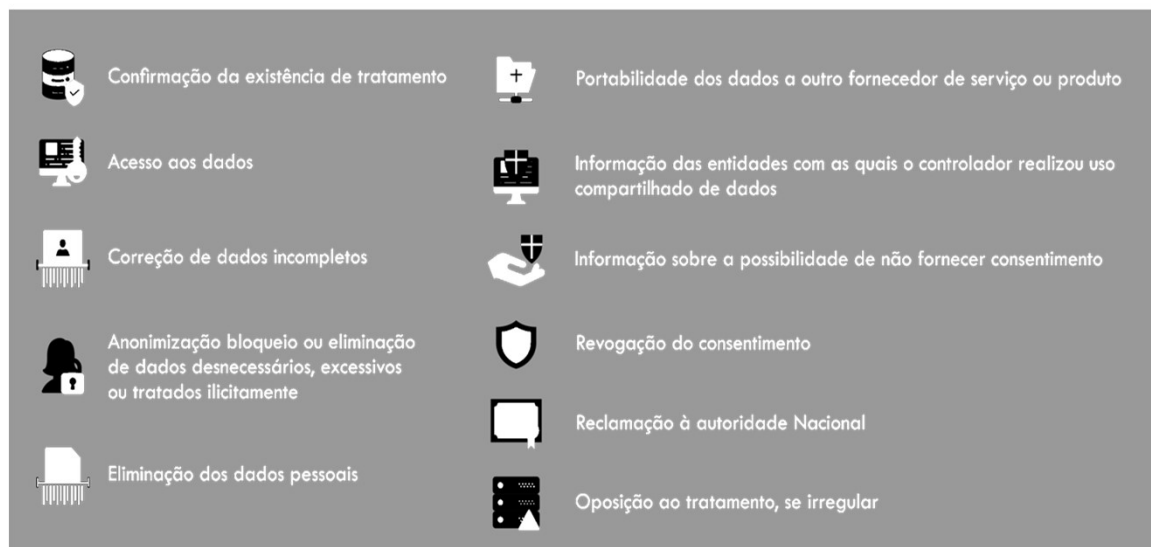 Confirmação da existência de tratamento
Acesso aos dados
Correção de dados incompletos
Anonimização bloqueio ou eliminação
de dados desnecessários, excessivos
ou tratados ilicitamente
Eliminação dos dados pessoais
Portabilidade dos dados a outro fornecedor de serviço ou produto
Informação das entidades com as quais o controlador realizou uso
compartilhado de dados
Informação sobre a possibilidade de não fornecer consentimento
Revogação do consentimento
Reclamação à autoridade Nacional
Oposição ao tratamento, se irregular